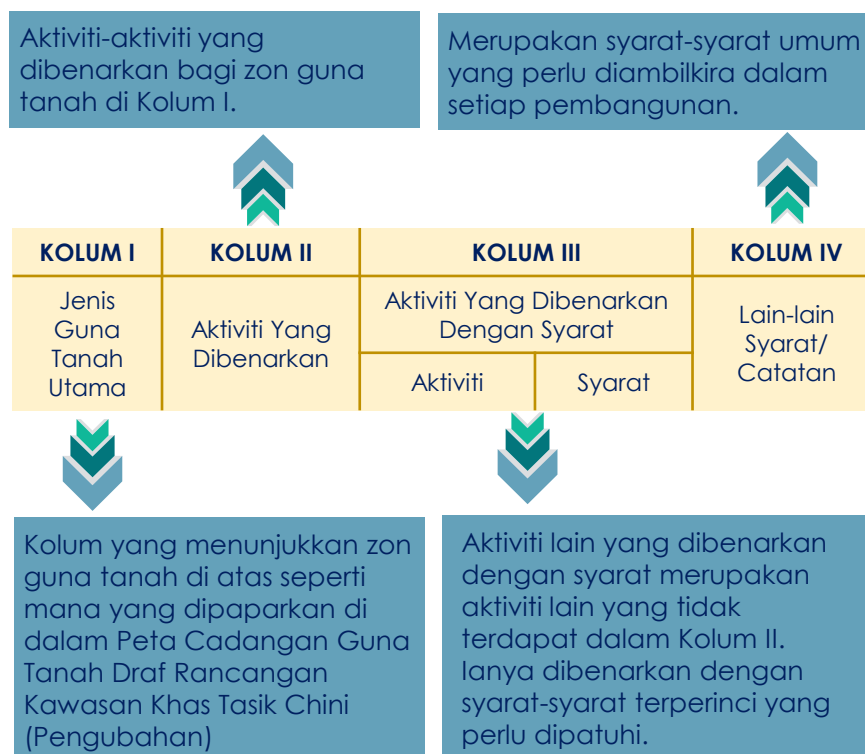 Aktiviti-aktiviti yang
dibenarkan bagi zon guna
tanah di Kolum I.
Merupakan syarat-syarat umum
yang perlu diambilkira dalam
setiap pembangunan.
KOLUM I
KOLUM II
KOLUM III
KOLUM IV
Jenis
Guna
Tanah
Utama
Aktiviti Yang
Dibenarkan
Aktiviti Yang Dibenarkan
Dengan Syarat
Aktiviti
Syarat
Lain-lain
Syarat/
Catatan
Kolum yang menunjukkan zon
guna tanah di atas seperti
mana yang dipaparkan di
dalam Peta Cadangan Guna
Tanah Draf Rancangan
Kawasan Khas Tasik Chini
(Pengubahan)
Aktiviti lain yang dibenarkan
dengan syarat merupakan
aktiviti lain yang tidak
terdapat dalam Kolum II.
Ianya dibenarkan dengan
syarat-syarat terperinci yang
perlu dipatuhi.